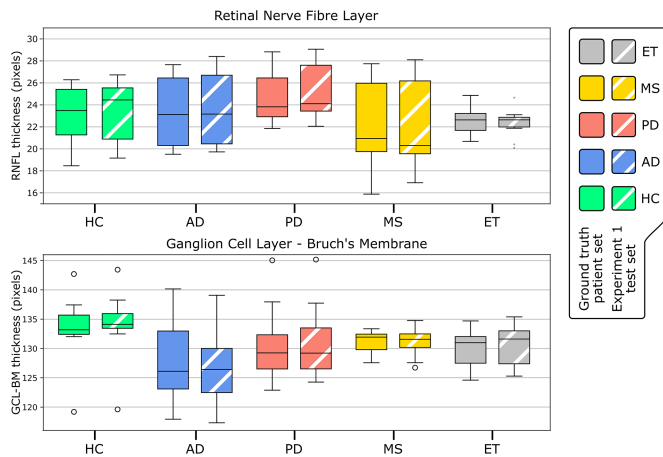 Retinal Nerve Fibre Layer
RNFL thickness (pixels)
30
28
26
24
22
20
18
16
HC
AD
PD
MS
ET
Ganglion Cell Layer - Bruch's Membrane
GCL-BM thickness (pixels)
145
140
135
130
125
120
HC
AD
PD
MS
ET
ET
MS
PD
AD
HC
Ground truth
patient set
Experiment 1
test set